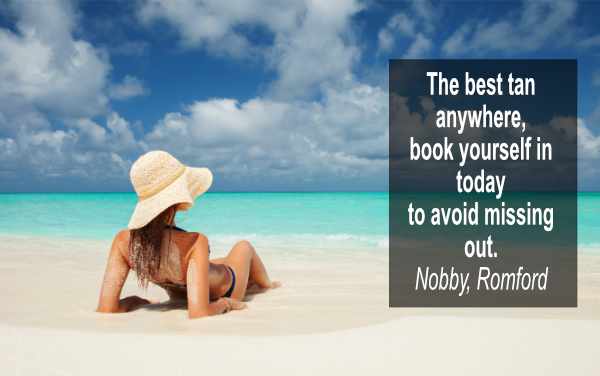 The best tan
anywhere,
book yourself in
today
to avoid missing
out.
Nobby, Romford